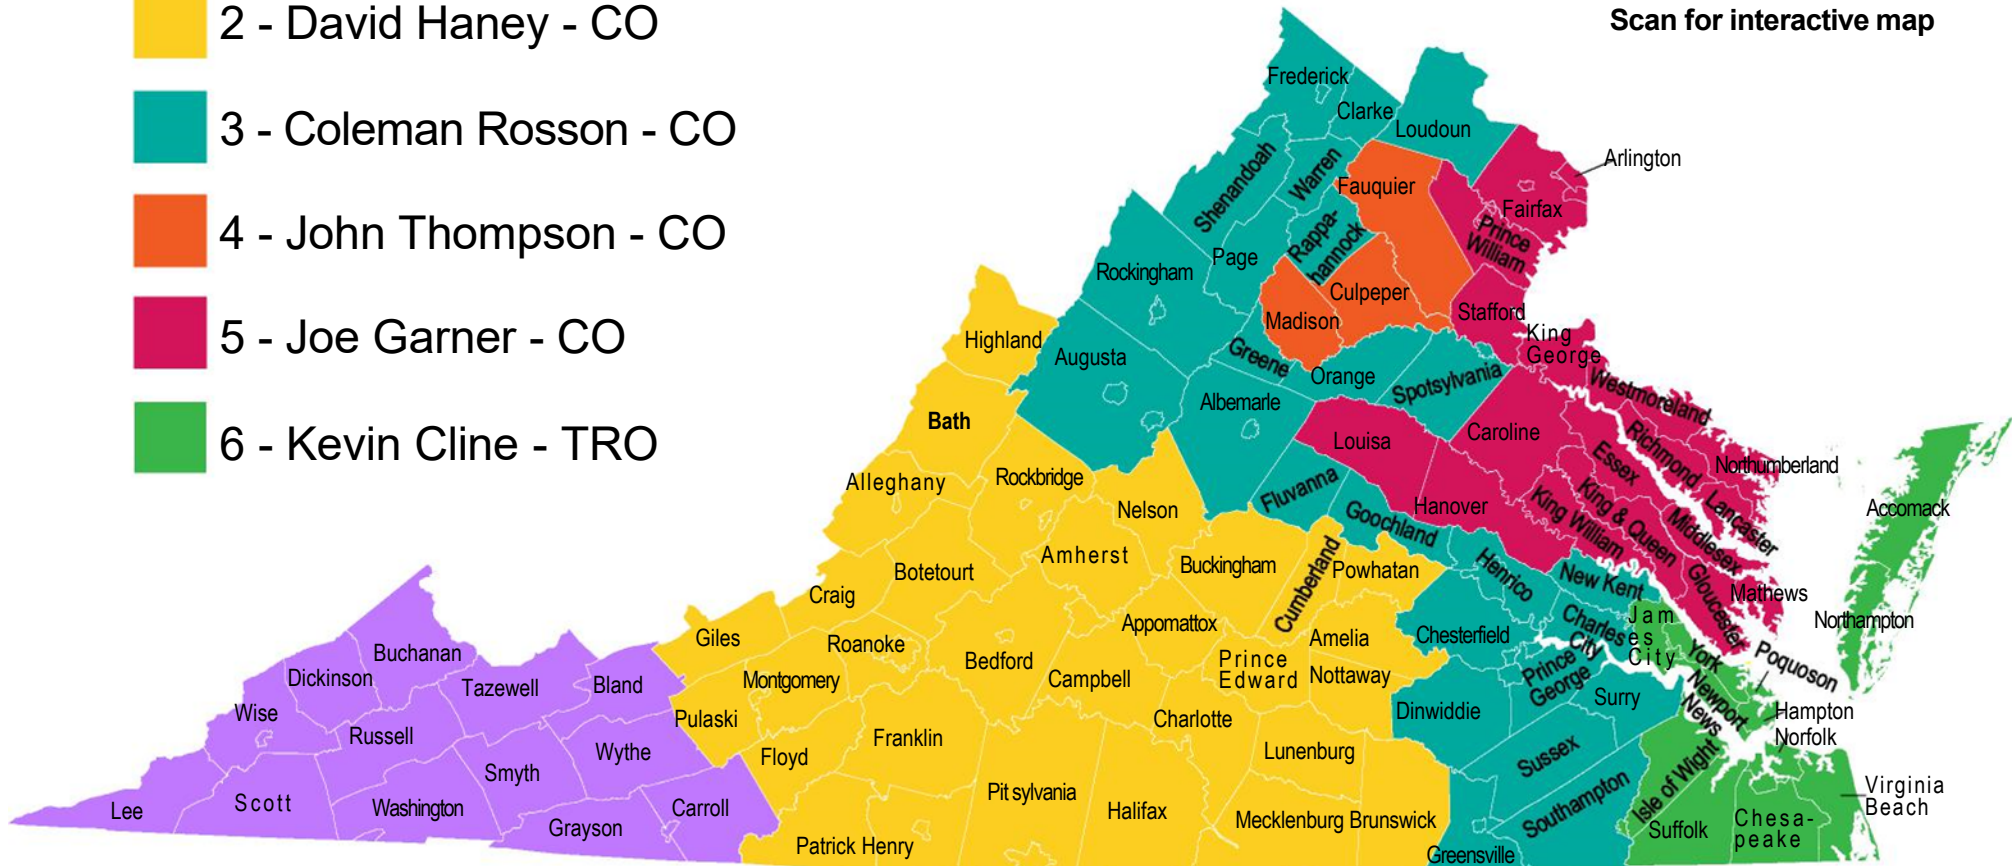 2 - David Haney - CO
Scan for interactive map
3 - Coleman Rosson - CO
4 - John Thompson - CO
5 - Joe Garner - CO
6 - Kevin Cline - TRO
Frederick
Clarke
Loudoun
Arlington
Shenandoah
Warren
Fauquier
Fairfax
Prince
William
Rappa-
hannock
Page
Rockingham
Culpeper
Madison
Stafford
King
George
Highland
Augusta
Greene
Orange
Spotsylvania
Westmoreland
Bath
Albemarle
Louisa
Caroline
Richmond
Essex
Northumberland
Alleghany
Rockbridge
Nelson
Fluvanna
Goochland
Hanover
King William
King & Queen
Middlesex
Lancaster
Accomack
Amherst
Botetourt
Buckingham
Cumberland
Powhatan
Henrico
New Kent
Gloucester
Mathews
Northampton
Craig
Giles
Roanoke
Appomattox
Amelia
Chesterfield
Charles
City
Jam
es
City
York
Poquoson
Buchanan
Dickinson
Tazewell
Bland
Montgomery
Bedford
Campbell
Prince
Edward
Nottaway
Prince
George
Surry
Newport
News
Hampton
Norfolk
Wise
Russell
Pulaski
Wythe
Floyd
Franklin
Charlotte
Lunenburg
Dinwiddie
Sussex
Isle of Wight
Virginia
Beach
Lee
Scott
Washington
Smyth
Grayson
Carroll
Patrick
Henry
Pit sylvania
Halifax
Mecklenburg
Brunswick
Greensville
Southampton
Suffolk
Chesa-
peake